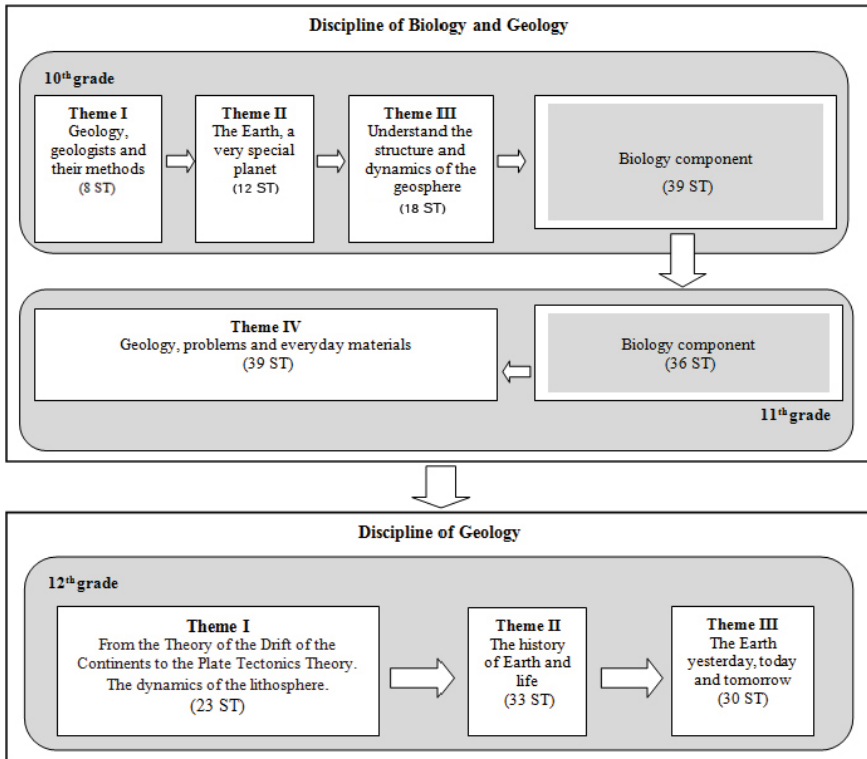 Discipline of Biology and Geology
10th grade
Theme I
Geology,
geologists and
their methods
(8 ST)
Theme II
The Earth, a
very special
planet
(12 ST)
Theme III
Understand the
structure and
dynamics of the
geosphere
(18 ST)
Biology component
(39 ST)
Theme IV
Geology, problems and everyday materials
(39 ST)
Biology component
(36 ST)
11th grade
Discipline of Geology
12th grade
Theme I
From the Theory of the Drift of the
Continents to the Plate Tectonics Theory.
The dynamics of the lithosphere.
(23 ST)
Theme II
The history
of Earth and
life
(33 ST)
Theme III
The Earth
yesterday, today
and tomorrow
(30 ST)